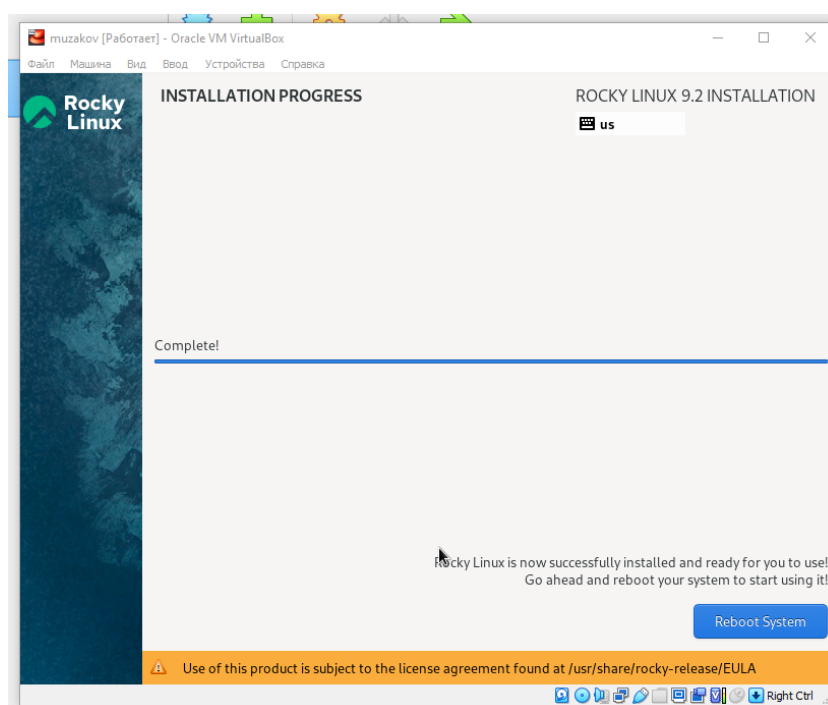 muzakov [Работает] - Oracle VM VirtualBox
Файл Машина Вид Ввод Устройства Справка
Rocky
Linux
INSTALLATION PROGRESS
ROCKY LINUX 9.2 INSTALLATION
us
Complete!
Rocky Linux is now successfully installed and ready for you to use!
Go ahead and reboot your system to start using it!
Reboot System
Use of this product is subject to the license agreement found at /usr/share/rocky-release/EULA
Right Ctrl